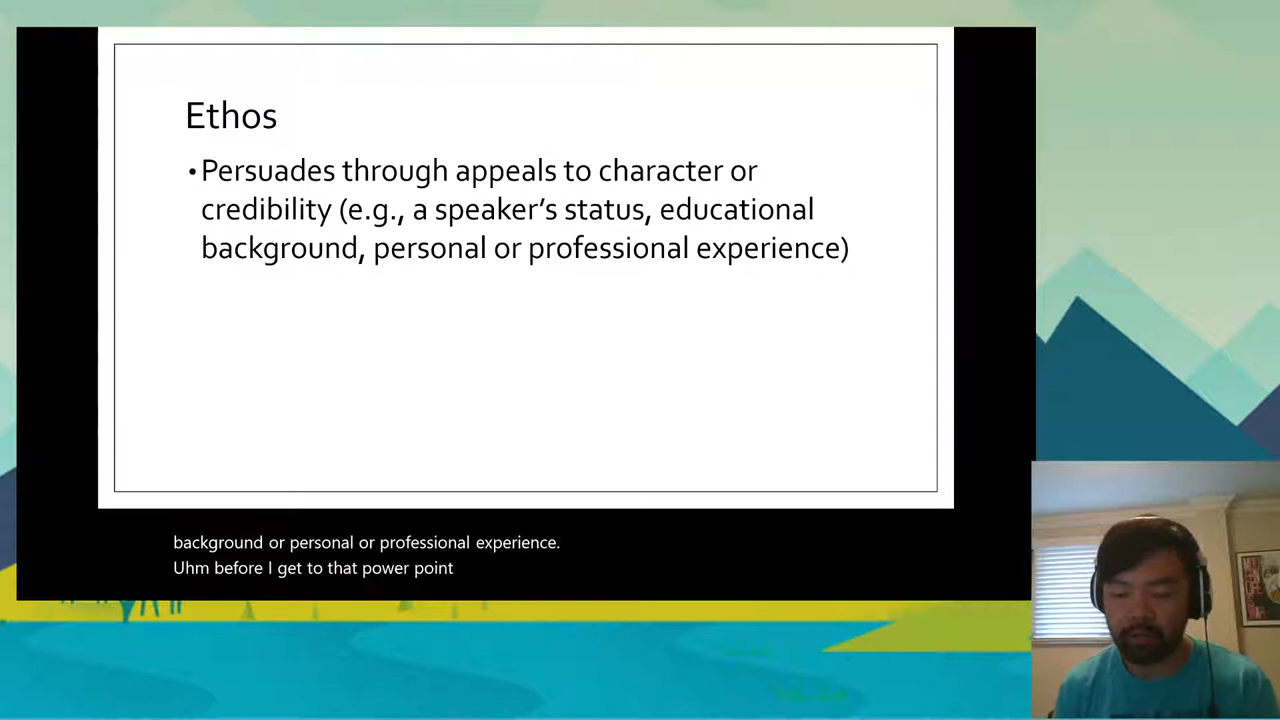 Ethos
•Persuades through appeals to character or
credibility (e.g., a speaker’s status, educational
background, personal or professional experience)
background or personal or professional experience.
Uhm before I get to that power point